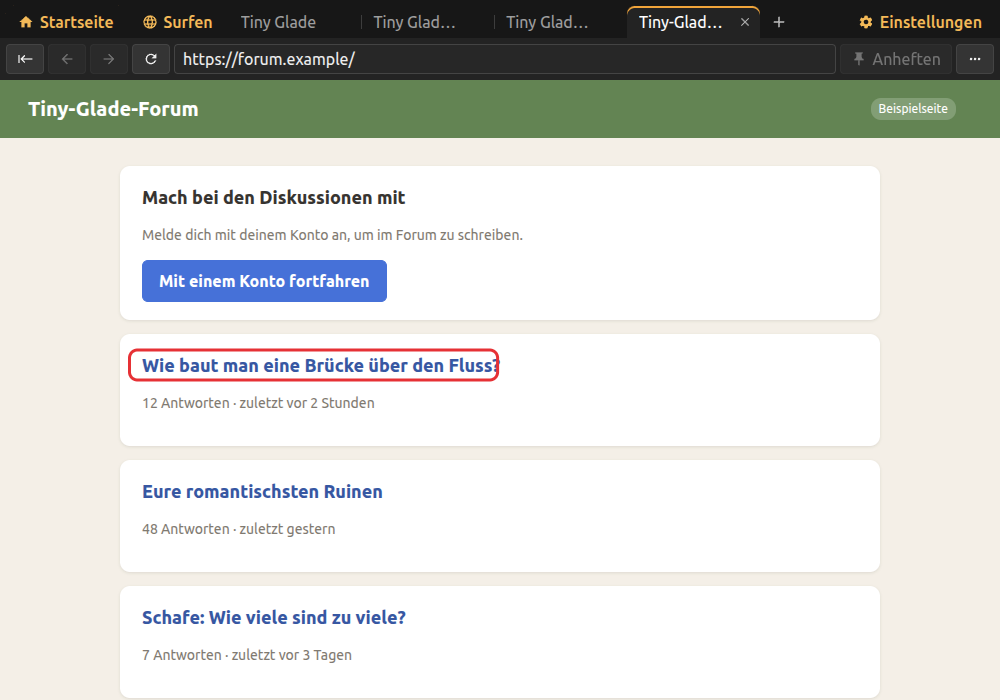 Startseite
Surfen
Tiny Glade
Tiny Glad…
Tiny Glad…
Tiny-Glad…
Einstellungen
https://forum.example/
Anheften
Tiny-Glade-Forum
Beispielseite
Mach bei den Diskussionen mit
Melde dich mit deinem Konto an, um im Forum zu schreiben.
Mit einem Konto fortfahren
Wie baut man eine Brücke über den Fluss?
12 Antworten · zuletzt vor 2 Stunden
Eure romantischsten Ruinen
48 Antworten · zuletzt gestern
Schafe: Wie viele sind zu viele?
7 Antworten · zuletzt vor 3 Tagen